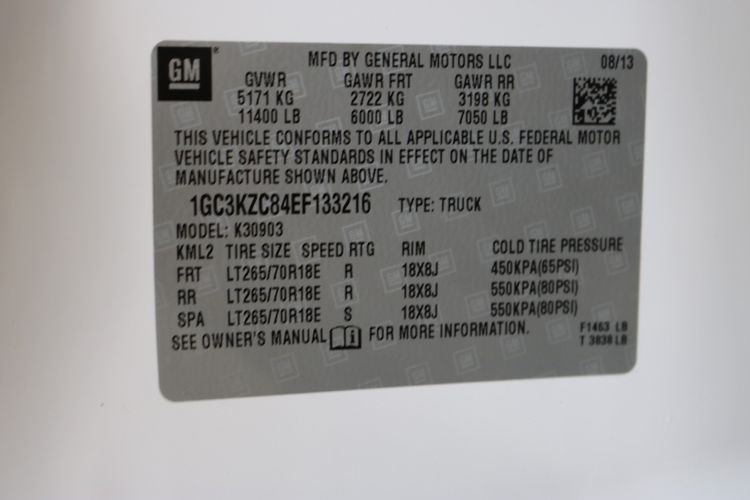 GM
®
MFD BY GENERAL MOTORS LLC 08/13
GVWR GAWR FRT GAWR RR
5171 KG 2722 KG 3198 KG
11400 LB 6000 LB 7050 LB
THIS VEHICLE CONFORMS TO ALL APPLICABLE U.S. FEDERAL MOTOR
VEHICLE SAFETY STANDARDS IN EFFECT ON THE DATE OF
MANUFACTURE SHOWN ABOVE.
1GC3KZC84EF133216 TYPE: TRUCK
MODEL: K30903
KML2 TIRE SIZE SPEED RTG RIM COLD TIRE PRESSURE
FRT LT265/70R18E R 18X8J 450KPA(65PSI)
RR LT265/70R18E R 18X8J 550KPA(80PSI)
SPA LT265/70R18E S 18X8J 550KPA(80PSI)
SEE OWNER'S MANUAL i FOR MORE INFORMATION.
F1463 LB
T 3838 LB